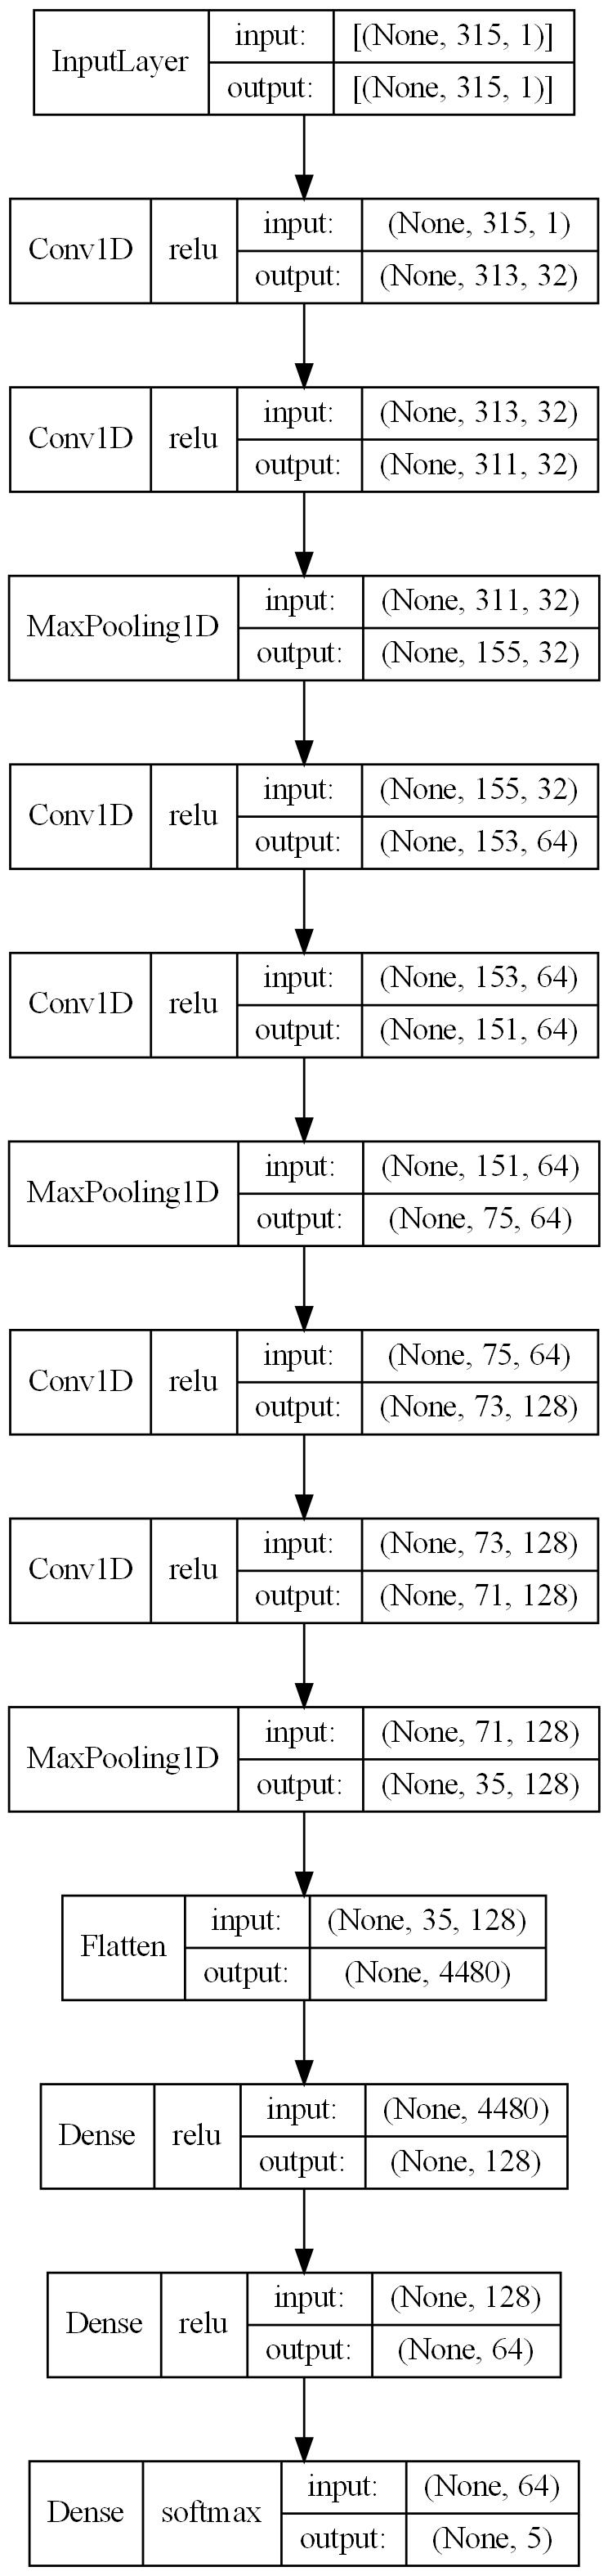 InputLayer input: [(None, 315, 1)]
output: [(None, 315, 1)]
Conv1D relu input: (None, 315, 1)
output: (None, 313, 32)
Conv1D relu input: (None, 313, 32)
output: (None, 311, 32)
MaxPooling1D input: (None, 311, 32)
output: (None, 155, 32)
Conv1D relu input: (None, 155, 32)
output: (None, 153, 64)
Conv1D relu input: (None, 153, 64)
output: (None, 151, 64)
MaxPooling1D input: (None, 151, 64)
output: (None, 75, 64)
Conv1D relu input: (None, 75, 64)
output: (None, 73, 128)
Conv1D relu input: (None, 73, 128)
output: (None, 71, 128)
MaxPooling1D input: (None, 71, 128)
output: (None, 35, 128)
Flatten input: (None, 35, 128)
output: (None, 4480)
Dense relu input: (None, 4480)
output: (None, 128)
Dense relu input: (None, 128)
output: (None, 64)
Dense softmax input: (None, 64)
output: (None, 5)